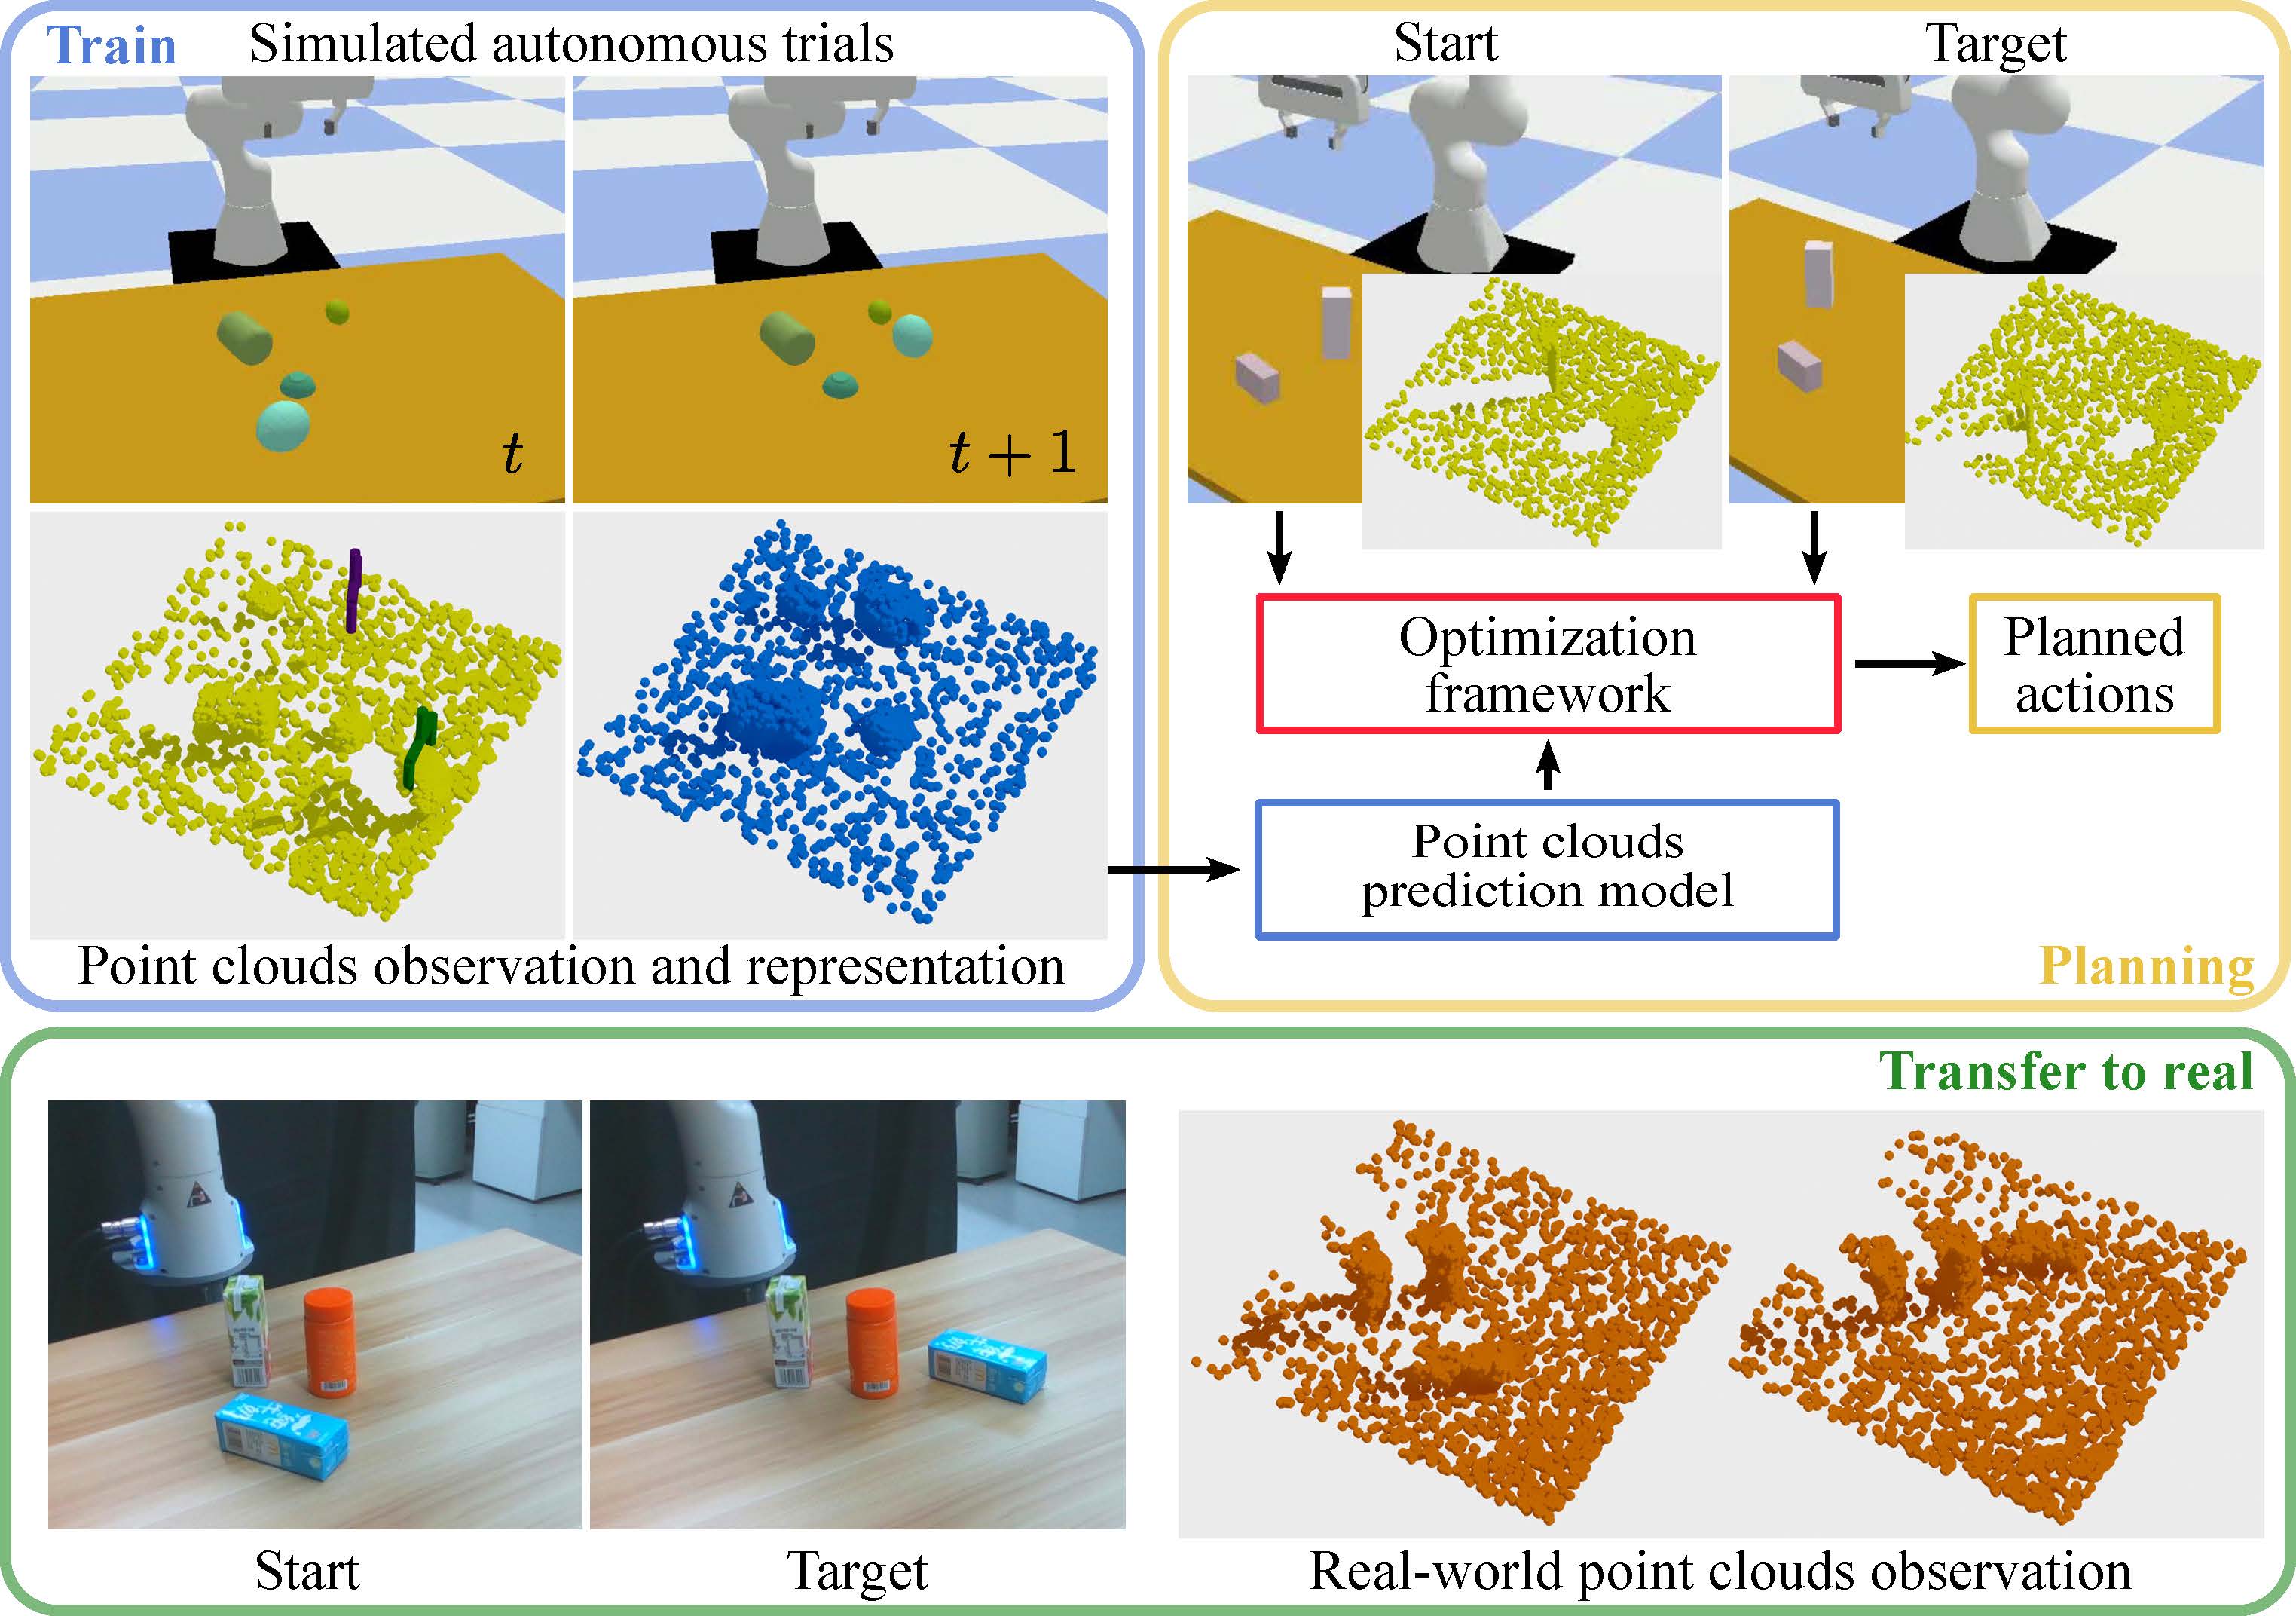 Train
Simulated autonomous trials
t
t + 1
Point clouds observation and representation
Start
Target
Optimization
framework
Planned
actions
Point clouds
prediction model
Planning
Transfer to real
Start
Target
Real-world point clouds observation